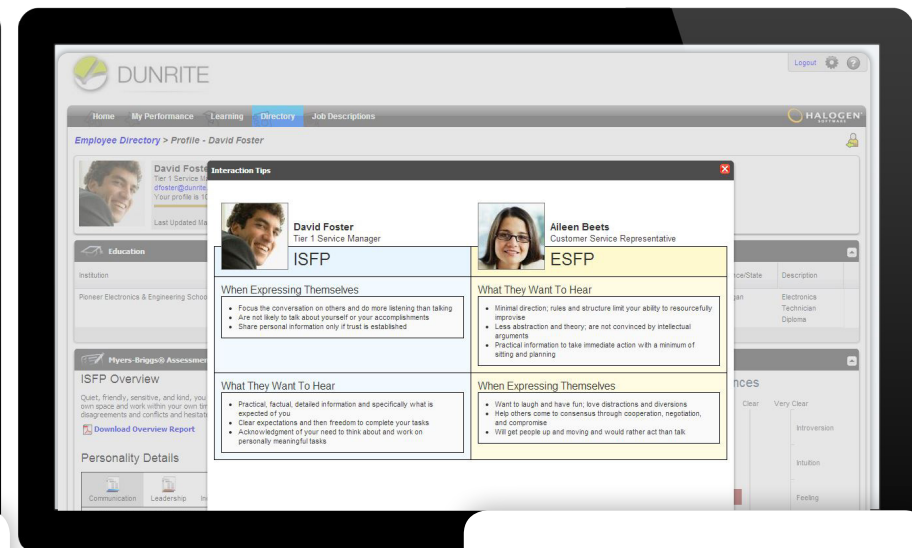 DUNRITE
Logout
Home My Performance Learning Directory Job Descriptions
HALOGEN
SOFTWARE
Employee Directory > Profile - David Foster
David Foste
Tier 1 Service M
dfoster@dunrite.
Your profile is 10
Last Updated Ma
Interaction Tips
David Foster
Tier 1 Service Manager
ISFP
Aileen Beets
Customer Service Representative
ESFP
When Expressing Themselves
• Focus the conversation on others and do more listening than talking
• Are not likely to talk about yourself or your accomplishments
• Share personal information only if trust is established
What They Want To Hear
• Minimal direction; rules and structure limit your ability to resourcefully
improvise
• Less abstraction and theory; are not convinced by intellectual
arguments
• Practical information to take immediate action with a minimum of
sitting and planning
What They Want To Hear
• Practical, factual, detailed information and specifically what is
expected of you
• Clear expectations and then freedom to complete your tasks
• Acknowledgment of your need to think about and work on
personally meaningful tasks
When Expressing Themselves
• Want to laugh and have fun; love distractions and diversions
• Help others come to consensus through cooperation, negotiation,
and compromise
• Will get people up and moving and would rather act than talk
Education
Institution
nce/State Description
Pioneer Electronics & Engineering Schoo
gan Electronics
Technician
Diploma
Myers-Briggs® Assessmen
ISFP Overview
Quiet, friendly, sensitive, and kind, you
own space and work within your own tim
disagreements and conflicts and hesitat
Download Overview Report
Personality Details
Communication Leadership In
nces
Clear Very Clear
Introversion
Intuition
Feeling